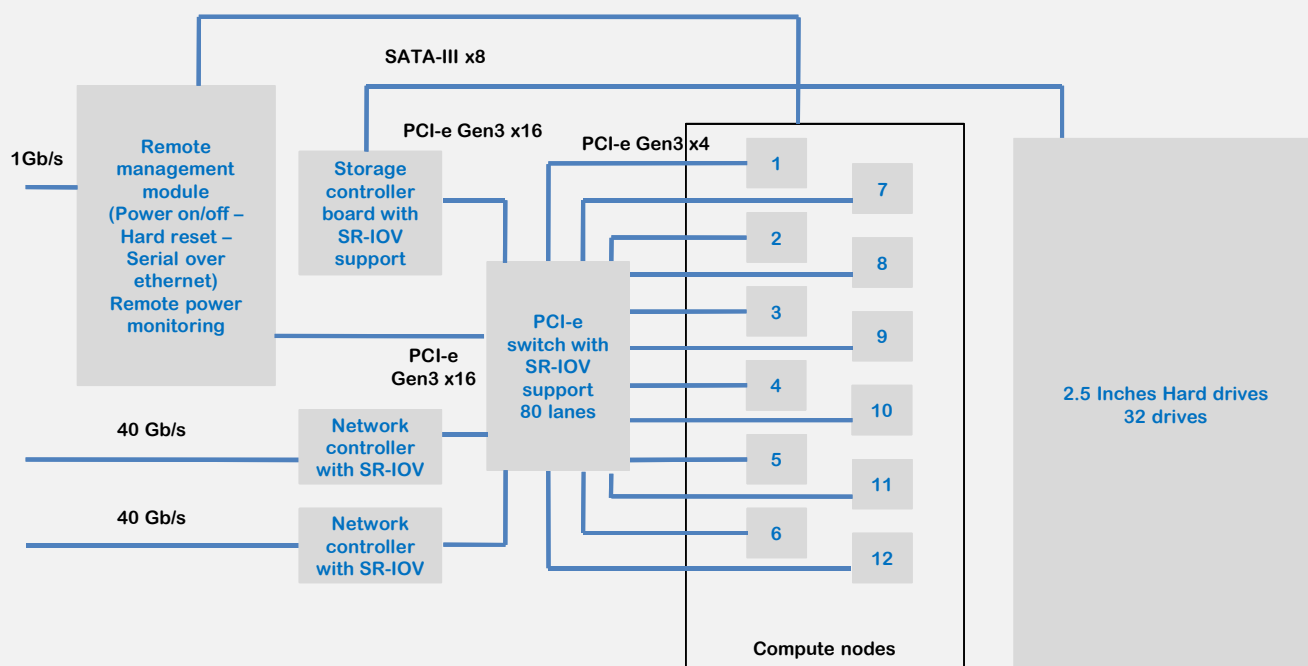 SATA-III x8
1Gb/s
Remote
management
module
(Power on/off –
Hard reset –
Serial over
ethernet)
Remote power
monitoring
PCI-e Gen3 x16
Storage
controller
board with
SR-IOV
support
PCI-e Gen3 x4
PCI-e
switch with
SR-IOV
support
80 lanes
PCI-e
Gen3 x16
40 Gb/s
Network
controller
with SR-IOV
40 Gb/s
Network
controller
with SR-IOV
1
7
2
8
3
9
4
10
5
11
6
12
Compute nodes
2.5 Inches Hard drives
32 drives